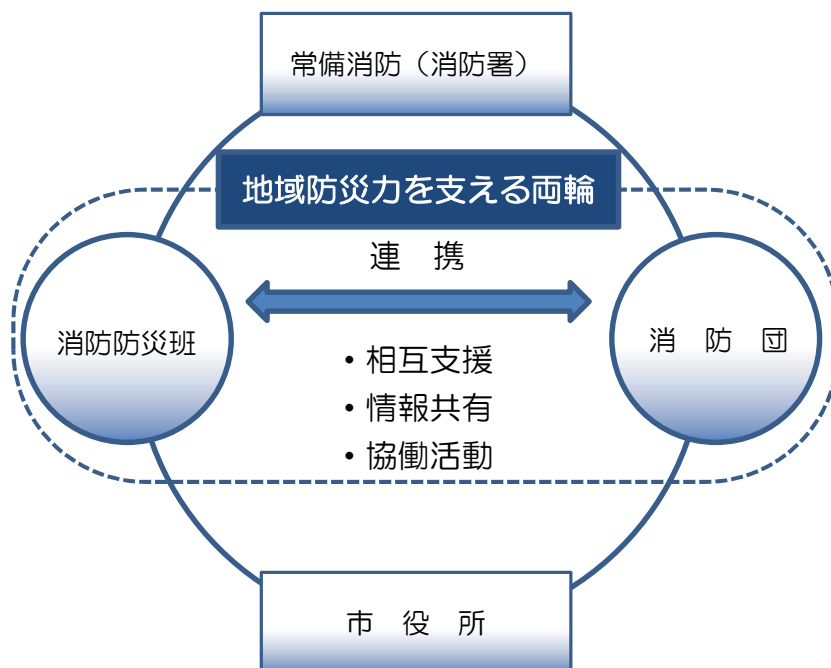 常備消防（消防署）
地域防災力を支える両輪
連　携
消防防災班
消　防　団
・相互支援
・情報共有
・協働活動
市　役　所